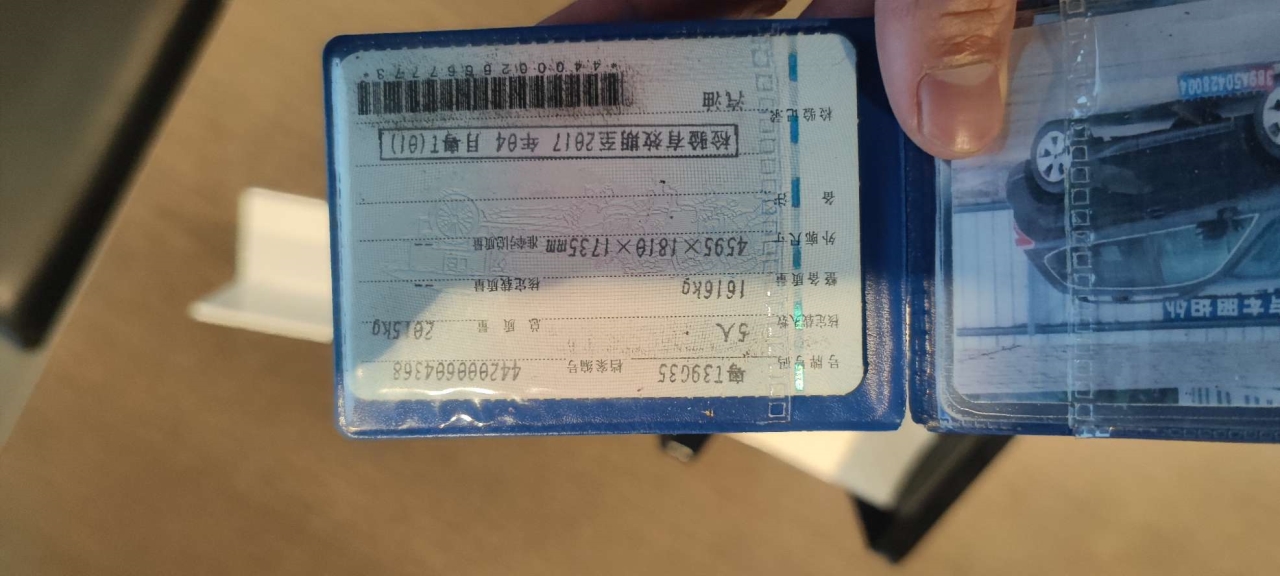 号牌号码 粤T39G35 档案编号 442000604368
核定载人数 5人 总质量 2015kg
整备质量 1616kg 核定载质量 --
外廓尺寸 4595×1810×1735mm 准牵引总质量 --
备注
检验有效期至2017年04月粤T(01)
检验记录 汽油